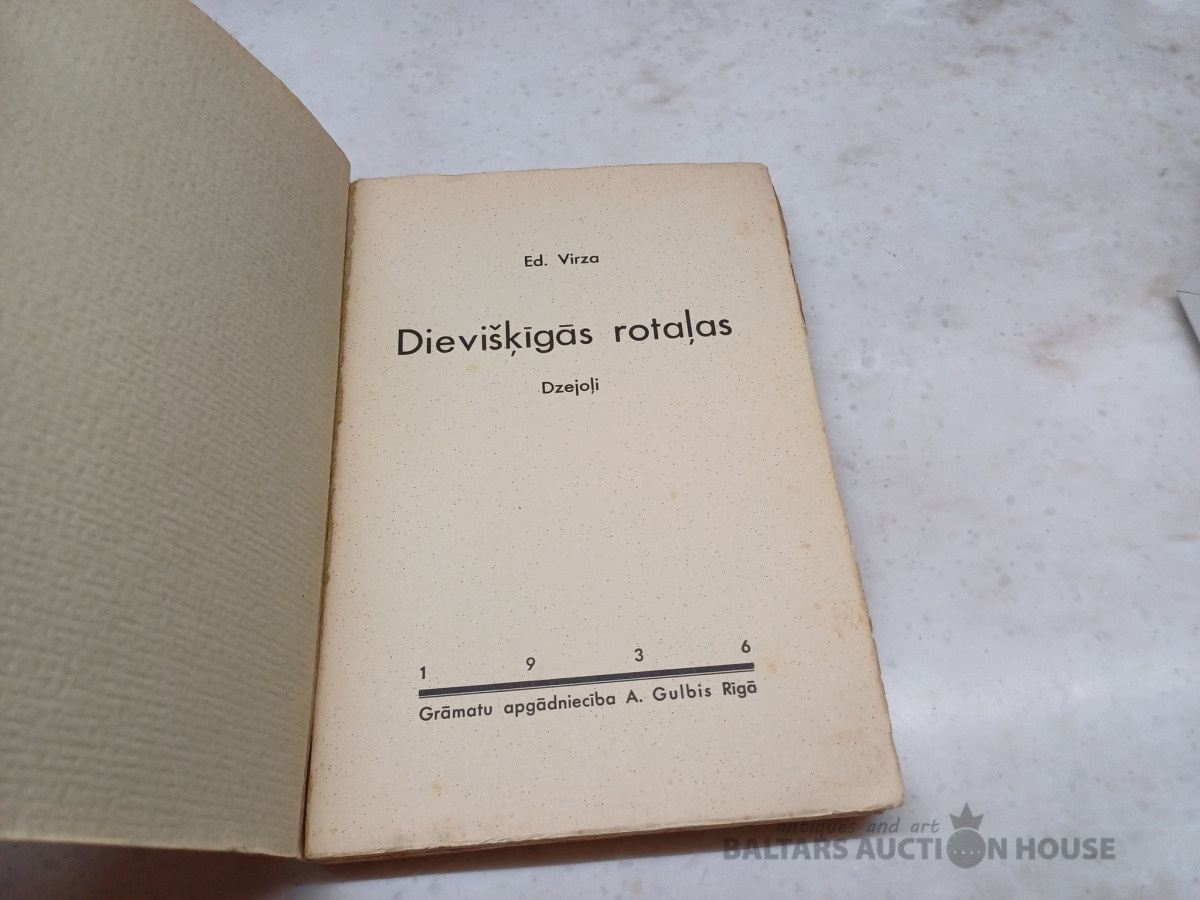 Ed. Virza
Dievišķīgās rotaļas
Dzejoļi
1 9 3 6
Grāmatu apgādniecība A. Gulbis Rīgā
antiques and art
BALTARS AUCTION HOUSE